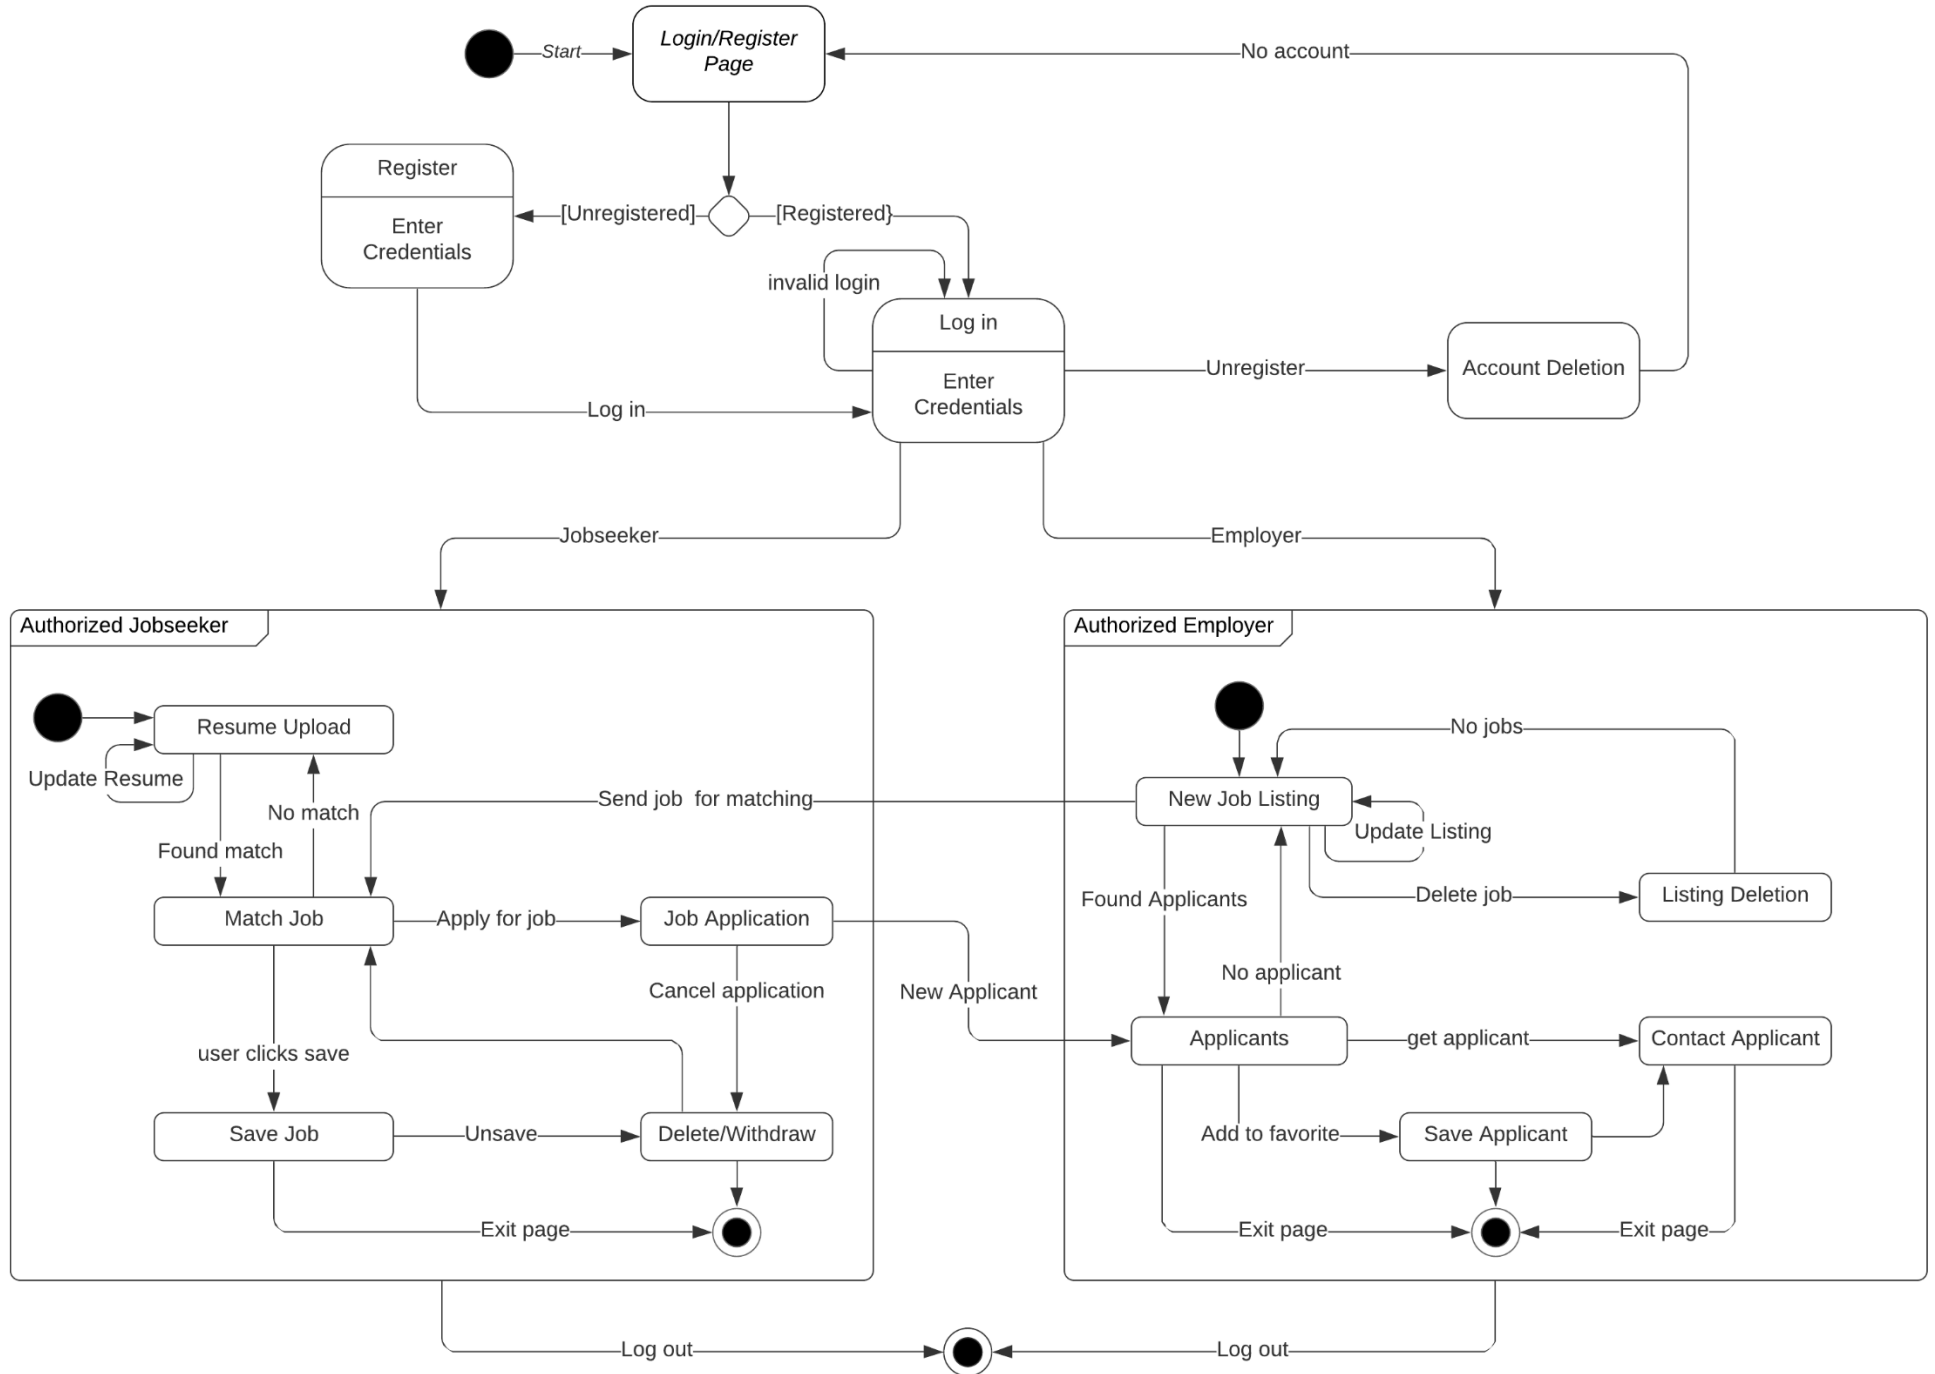 Start
Login/Register
Page
No account
Register
Enter
Credentials
[Unregistered]
[Registered}
invalid login
Log in
Enter
Credentials
Unregister
Account Deletion
Log in
Jobseeker
Employer
Authorized Jobseeker
Resume Upload
Update Resume
No match
Found match
Match Job
Apply for job
Job Application
Cancel application
user clicks save
Save Job
Unsave
Delete/Withdraw
Exit page
Send job  for matching
New Applicant
Authorized Employer
No jobs
New Job Listing
Update Listing
Found Applicants
Delete job
Listing Deletion
No applicant
Applicants
get applicant
Contact Applicant
Add to favorite
Save Applicant
Exit page
Exit page
Log out
Log out